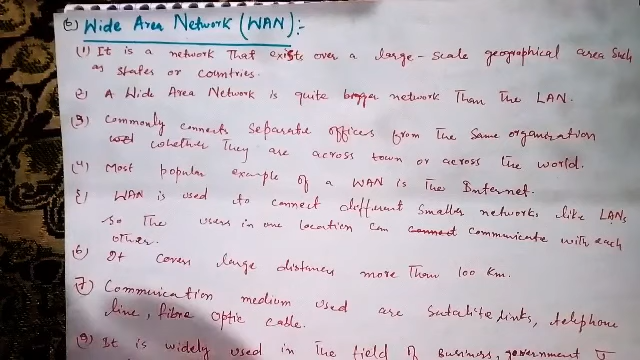 ⑥ Wide Area Network (WAN):-
(1) It is a network That exists over a large-scale geographical area Such
as states or countries.
(2) A Wide Area Network is quite bigger network Than The LAN.
(3) Commonly connects Separate offices from The Same organization
whether They are across town or across The world.
(4) Most popular example of a WAN is The Internet.
5) WAN is used to connect different smaller networks like LANs
So The users in one location can communicate with each
other.
6) It covers large distances more Than 100 km.
7) Communication medium used are Satalite links, telephone
line, fibre optic cable.
It is widely used in The field of Business, government